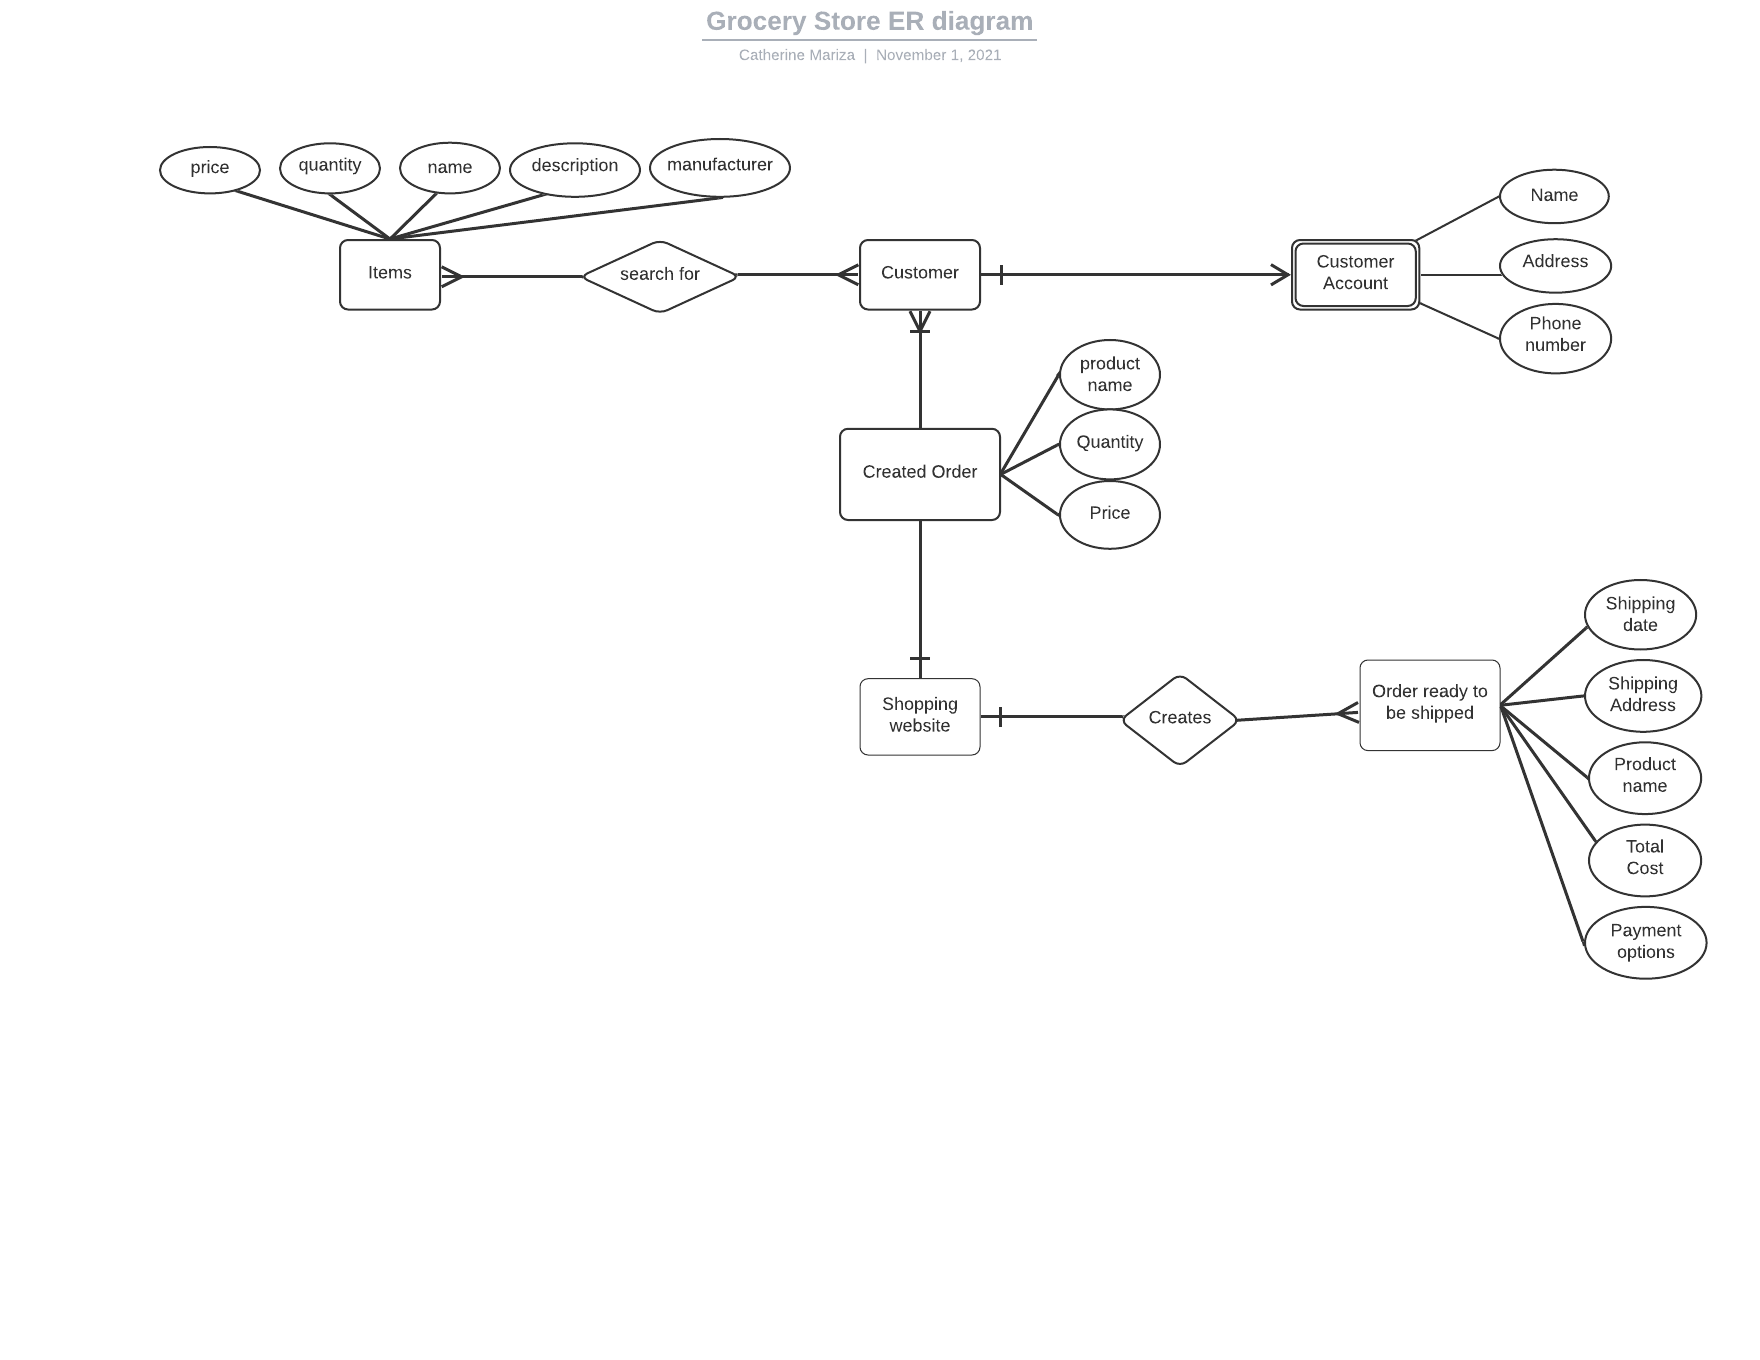 Grocery Store ER diagram
Catherine Mariza | November 1, 2021
price
quantity
name
description
manufacturer
Items
search for
Customer
Customer
Account
Name
Address
Phone
number
product
name
Quantity
Price
Created Order
Shopping
website
Creates
Order ready to
be shipped
Shipping
date
Shipping
Address
Product
name
Total
Cost
Payment
options